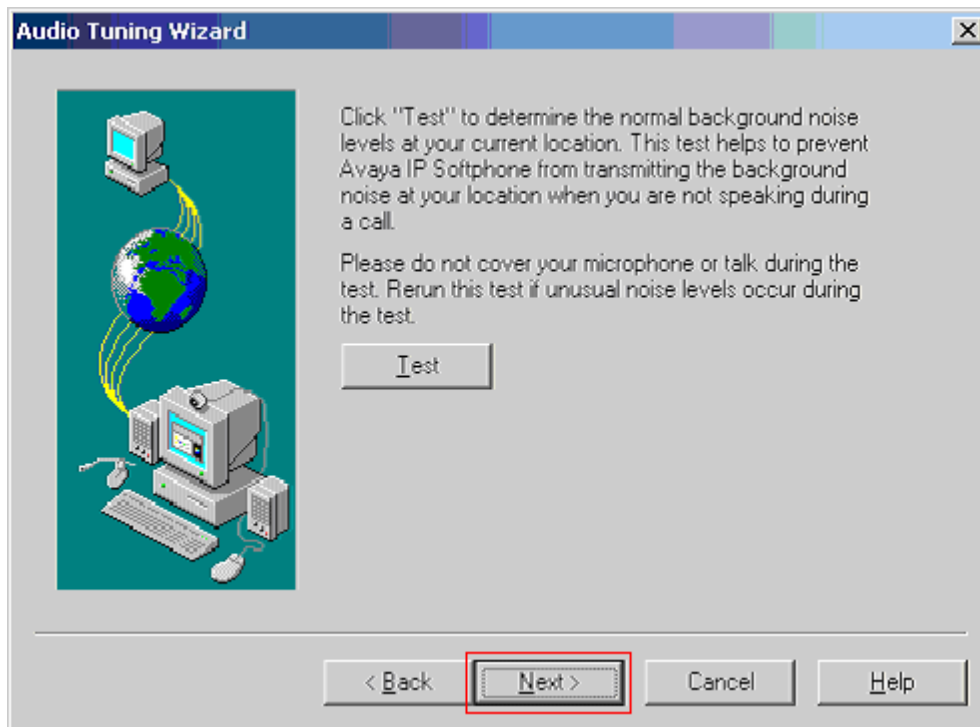 Audio Tuning Wizard
Click "Test" to determine the normal background noise
levels at your current location. This test helps to prevent
Avaya IP Softphone from transmitting the background
noise at your location when you are not speaking during
a call.
Please do not cover your microphone or talk during the
test. Rerun this test if unusual noise levels occur during
the test.
Test
< Back
Next >
Cancel
Help